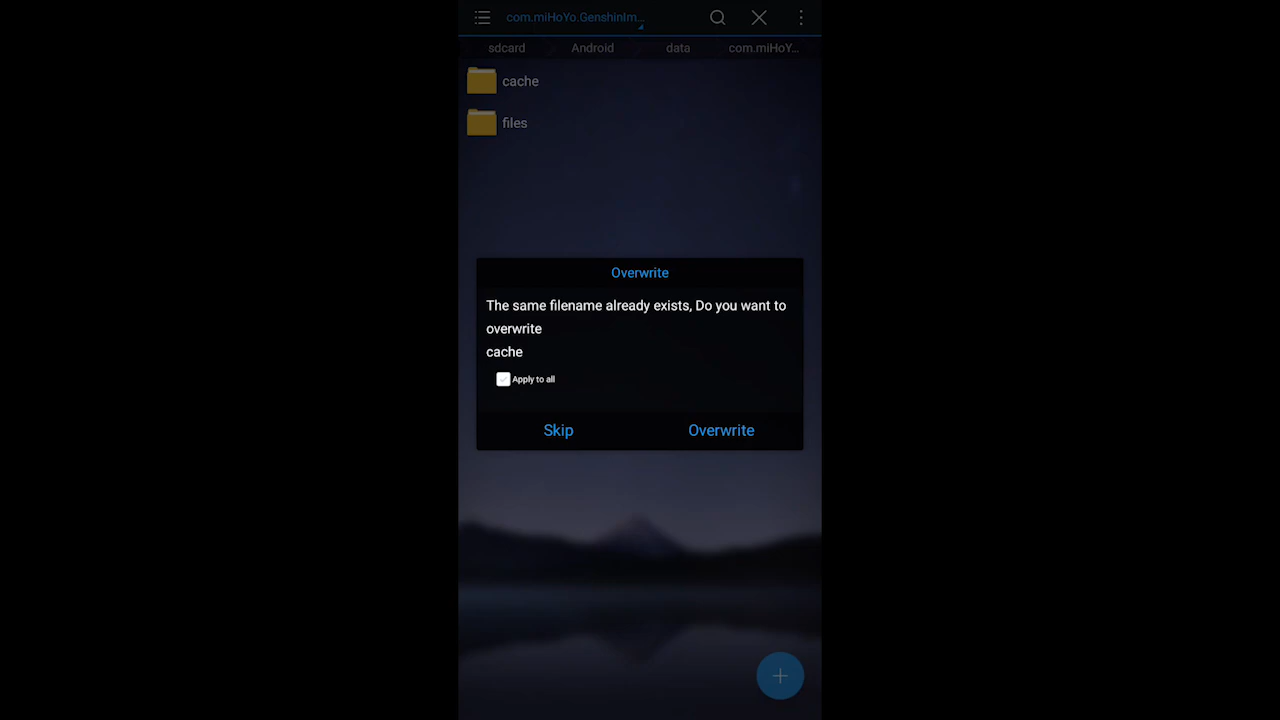 com.miHoYo.GenshinIm...
sdcard Android data com.miHoY...
cache
files
Overwrite
The same filename already exists, Do you want to
overwrite
cache
Apply to all
Skip Overwrite